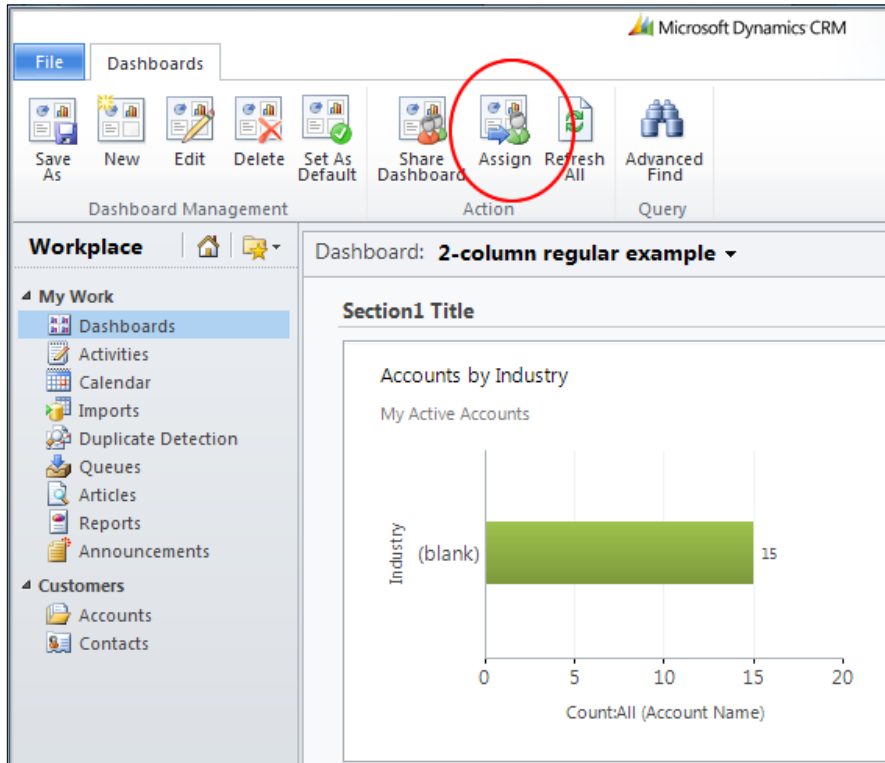 Microsoft Dynamics CRM
File Dashboards
Save As New Edit Delete Set As Default Share Dashboard Assign Refresh All Advanced Find
Dashboard Management Action Query
Workplace
Dashboard: 2-column regular example
My Work
Dashboards
Activities
Calendar
Imports
Duplicate Detection
Queues
Articles
Reports
Announcements
Customers
Accounts
Contacts
Section1 Title
Accounts by Industry
My Active Accounts
Industry
(blank)
15
0 5 10 15 20
Count:All (Account Name)